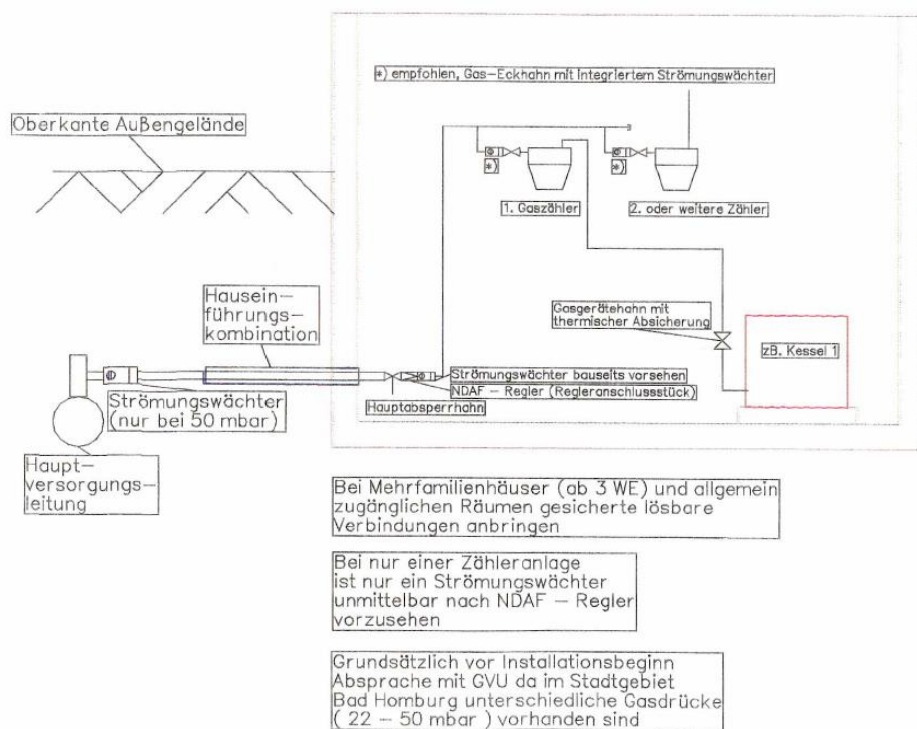 *) empfohlen, Gas-Eckhahn mit integriertem Strömungswächter
Oberkante Außengelände
*)
*)
1. Gaszähler
2. oder weitere Zähler
Hausein-
führungs-
kombination
Gasgerätehahn mit
thermischer Absicherung
zB. Kessel 1
Strömungswächter bauseits vorsehen
NDAF - Regler (Regleranschlussstück)
Hauptabsperrhahn
Strömungswächter
(nur bei 50 mbar)
Haupt-
versorgungs-
leitung
Bei Mehrfamilienhäuser (ab 3 WE) und allgemein
zugänglichen Räumen gesicherte lösbare
Verbindungen anbringen
Bei nur einer Zähleranlage
ist nur ein Strömungswächter
unmittelbar nach NDAF - Regler
vorzusehen
Grundsätzlich vor Installationsbeginn
Absprache mit GVU da im Stadtgebiet
Bad Homburg unterschiedliche Gasdrücke
( 22 - 50 mbar ) vorhanden sind